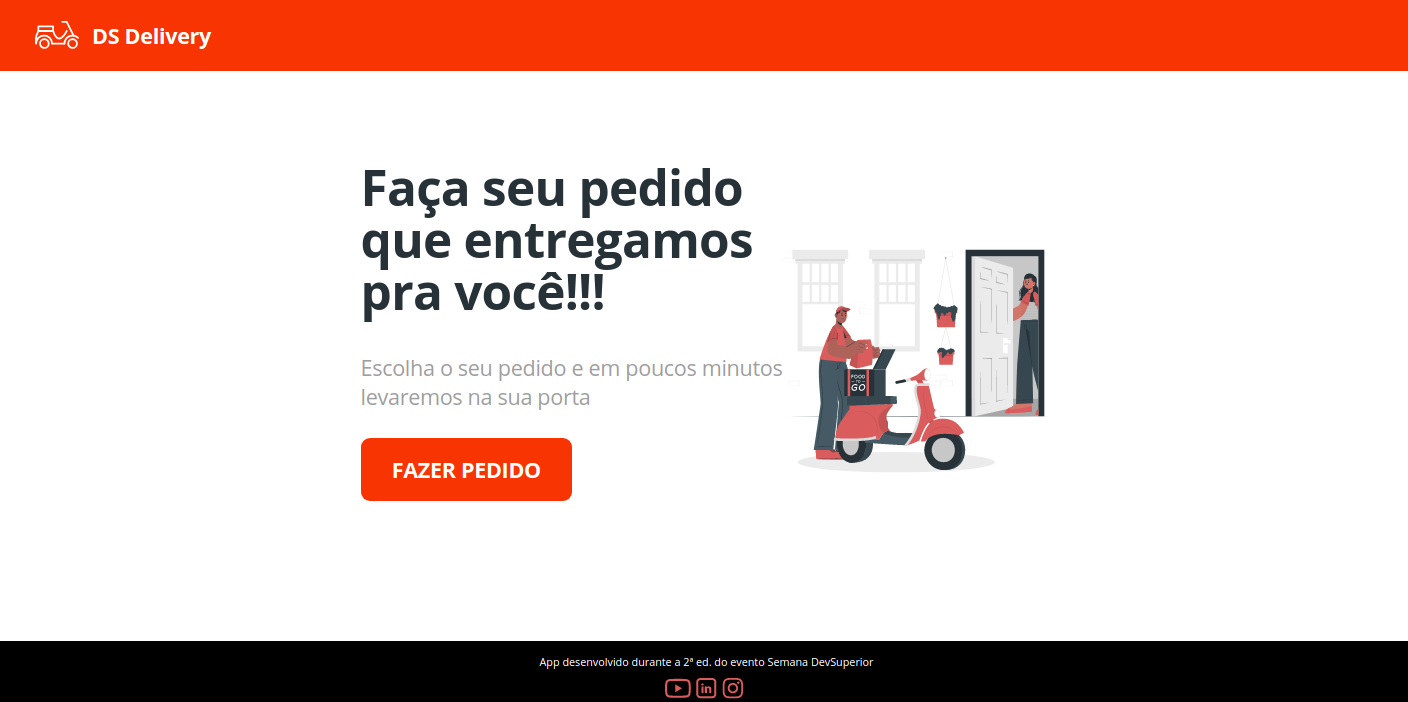 DS Delivery
Faça seu pedido
que entregamos
pra você!!!
Escolha o seu pedido e em poucos minutos
levaremos na sua porta
FOOD
TO
GO
FAZER PEDIDO
App desenvolvido durante a 2ª ed. do evento Semana DevSuperior
in